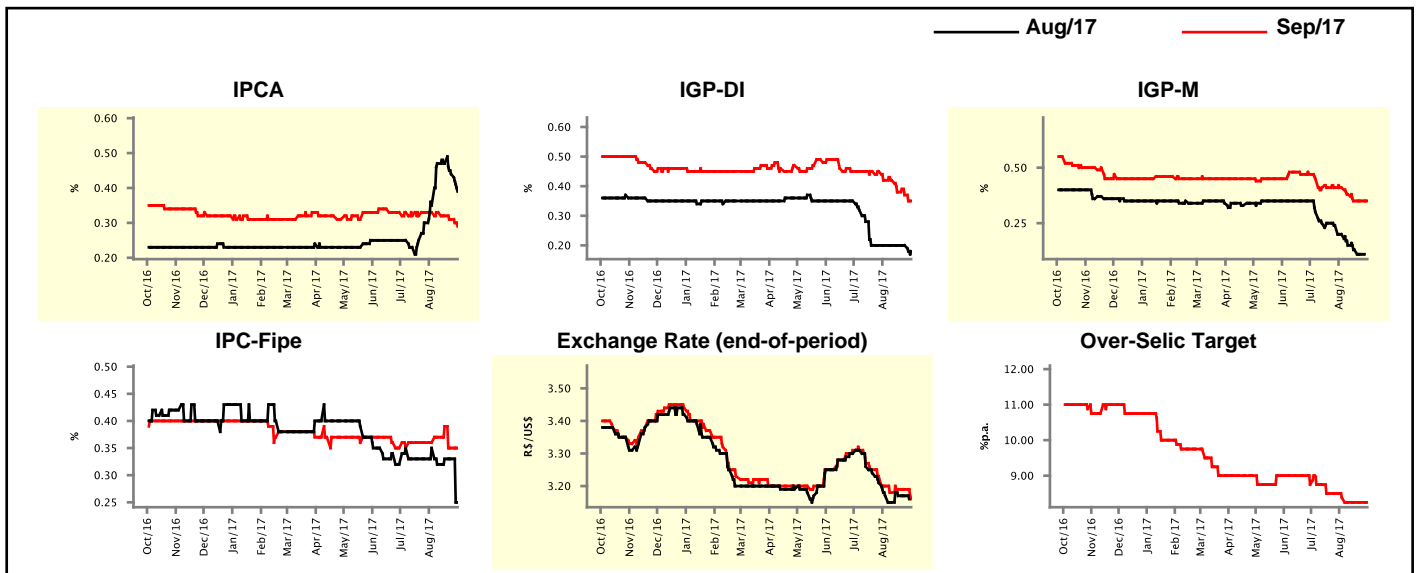 Aug/17 Sep/17
IPCA
IGP-DI
IGP-M
0.60
0.50
0.40
0.30
0.20
%
Oct/16
Nov/16
Dec/16
Jan/17
Feb/17
Mar/17
Apr/17
May/17
Jun/17
Jul/17
Aug/17
0.60
0.50
0.40
0.30
0.20
%
Oct/16
Nov/16
Dec/16
Jan/17
Feb/17
Mar/17
Apr/17
May/17
Jun/17
Jul/17
Aug/17
0.50
0.25
%
Oct/16
Nov/16
Dec/16
Jan/17
Feb/17
Mar/17
Apr/17
May/17
Jun/17
Jul/17
Aug/17
IPC-Fipe
Exchange Rate (end-of-period)
Over-Selic Target
0.50
0.45
0.40
0.35
0.30
0.25
%
Oct/16
Nov/16
Dec/16
Jan/17
Feb/17
Mar/17
Apr/17
May/17
Jun/17
Jul/17
Aug/17
3.50
3.40
3.30
3.20
R$/US$
Oct/16
Nov/16
Dec/16
Jan/17
Feb/17
Mar/17
Apr/17
May/17
Jun/17
Jul/17
Aug/17
12.00
11.00
10.00
9.00
%p.a.
Oct/16
Nov/16
Dec/16
Jan/17
Feb/17
Mar/17
Apr/17
May/17
Jun/17
Jul/17
Aug/17